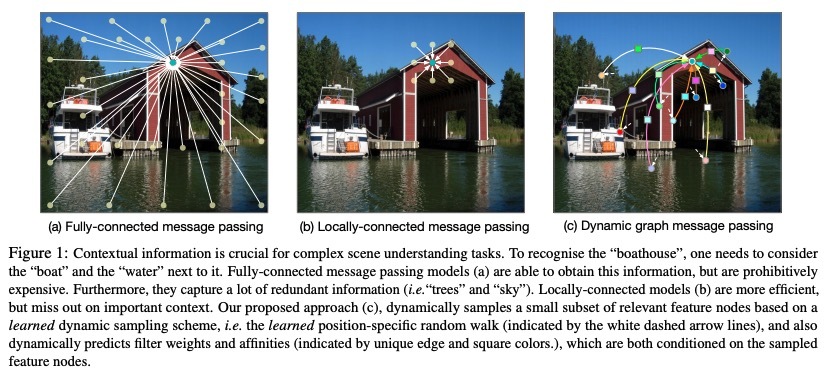 (a) Fully-connected message passing
(b) Locally-connected message passing
(c) Dynamic graph message passing
Figure 1: Contextual information is crucial for complex scene understanding tasks. To recognise the “boathouse”, one needs to consider
the “boat” and the “water” next to it. Fully-connected message passing models (a) are able to obtain this information, but are prohibitively
expensive. Furthermore, they capture a lot of redundant information (i.e.“trees” and “sky”). Locally-connected models (b) are more efficient,
but miss out on important context. Our proposed approach (c), dynamically samples a small subset of relevant feature nodes based on a
learned dynamic sampling scheme, i.e. the learned position-specific random walk (indicated by the white dashed arrow lines), and also
dynamically predicts filter weights and affinities (indicated by unique edge and square colors.), which are both conditioned on the sampled
feature nodes.